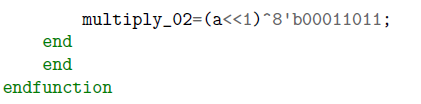 multiply_02=(a<<1)^8'b00011011;
end
end
endfunction